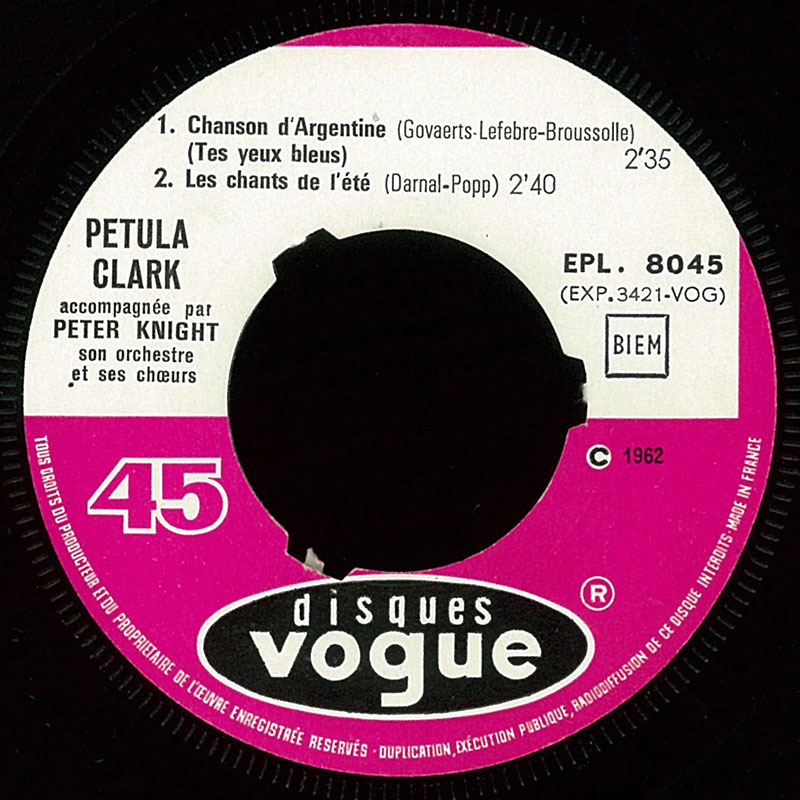 1. Chanson d'Argentine (Govaerts-Lefebre-Broussolle)
(Tes yeux bleus) 2'35
2. Les chants de l'été (Darnal-Popp) 2'40
PETULA
CLARK
accompagnée par
PETER KNIGHT
son orchestre
et ses chœurs
EPL. 8045
(EXP.3421-VOG)
BIEM
45
C 1962
disques
vogue
R
TOUS DROITS DU PRODUCTEUR ET DU PROPRIETAIRE DE L'ŒUVRE ENREGISTRÉE RESERVÉS - DUPLICATION, EXÉCUTION PUBLIQUE, RADIODIFFUSION DE CE DISQUE INTERDITS - MADE IN FRANCE